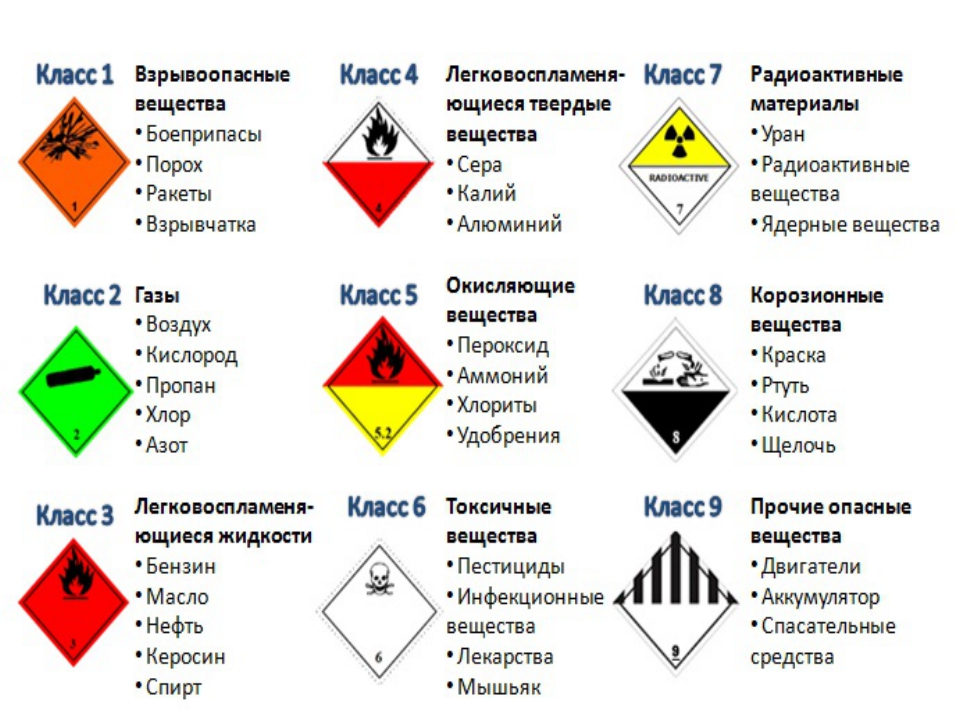 Класс 1
Взрывоопасные
вещества
•Боеприпасы
•Порох
•Ракеты
•Взрывчатка
1
Класс 4
Легковоспламеня-
ющиеся твердые
вещества
•Сера
•Калий
•Алюминий
4
Класс 7
Радиоактивные
материалы
•Уран
•Радиоактивные
вещества
•Ядерные вещества
RADIOACTIVE
7
Класс 2
Газы
•Воздух
•Кислород
•Пропан
•Хлор
•Азот
2
Класс 5
Окисляющие
вещества
•Пероксид
•Аммоний
•Хлориты
•Удобрения
5.2
Класс 8
Корозионные
вещества
•Краска
•Ртуть
•Кислота
•Щелочь
8
Класс 3
Легковоспламеня-
ющиеся жидкости
•Бензин
•Масло
•Нефть
•Керосин
•Спирт
3
Класс 6
Токсичные
вещества
•Пестициды
•Инфекционные
вещества
•Лекарства
•Мышьяк
6
Класс 9
Прочие опасные
вещества
•Двигатели
•Аккумулятор
•Спасательные
средства
9